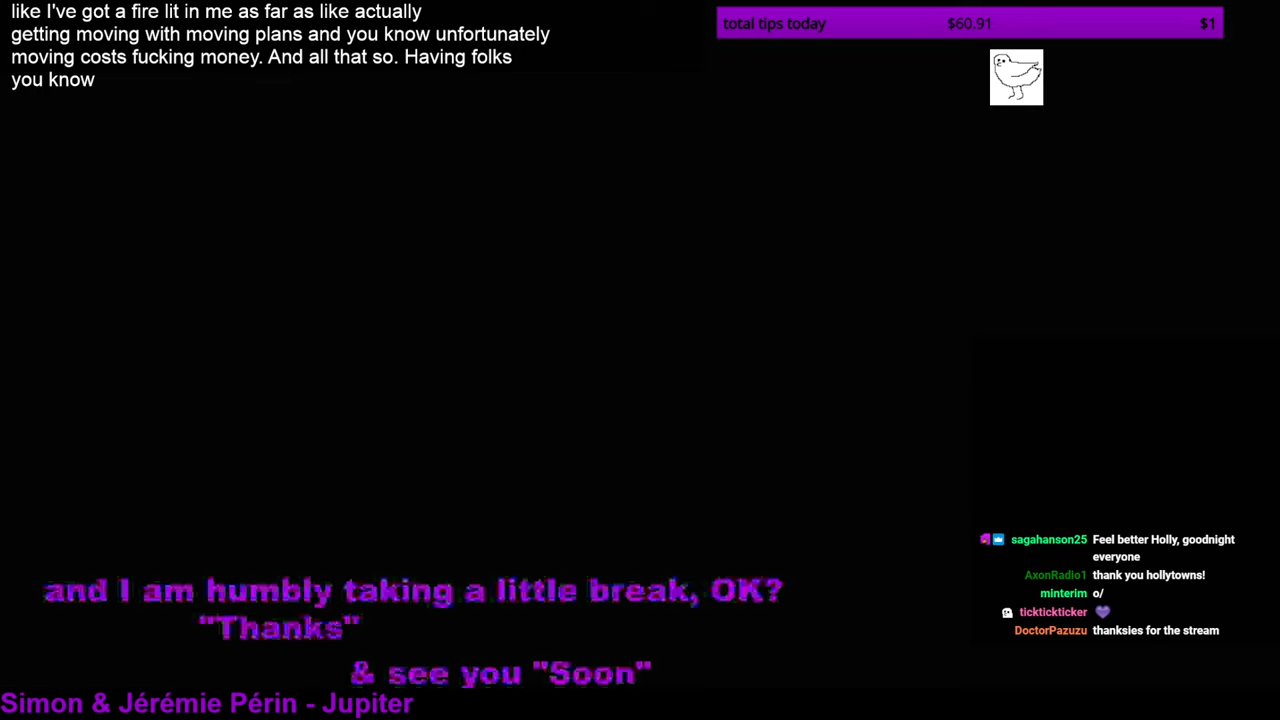 like I've got a fire lit in me as far as like actually
getting moving with moving plans and you know unfortunately
moving costs fucking money. And all that so. Having folks
you know
total tips today $60.91 $1
sagahanson25 Feel better Holly, goodnight
everyone
AxonRadio1 thank you hollytowns!
minterim o/
ticktickticker 💜
DoctorPazuzu thanksies for the stream
and I am humbly taking a little break, OK?
"Thanks"
& see you "Soon"
Simon & Jérémie Périn - Jupiter